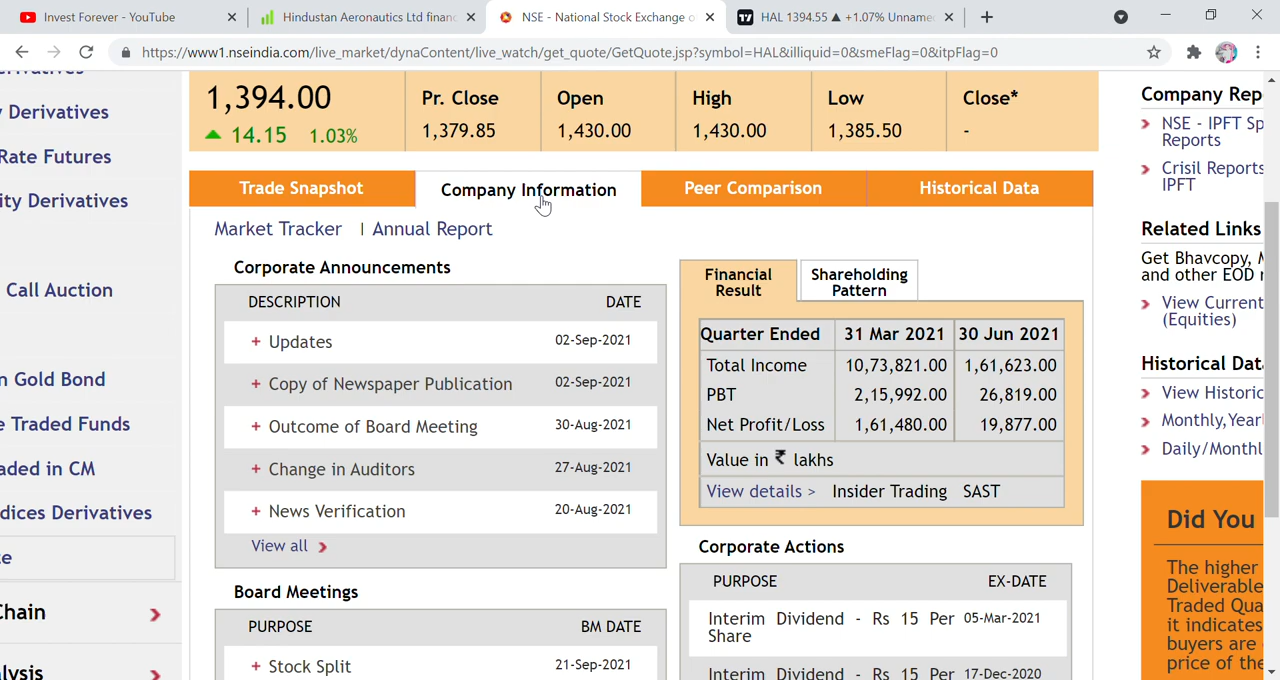 Invest Forever - YouTube
Hindustan Aeronautics Ltd financ
NSE - National Stock Exchange o
HAL 1394.55 ▲ +1.07% Unname
https://www1.nseindia.com/live_market/dynaContent/live_watch/get_quote/GetQuote.jsp?symbol=HAL&illiquid=0&smeFlag=0&itpFlag=0
Derivatives
Rate Futures
ity Derivatives
Call Auction
n Gold Bond
e Traded Funds
aded in CM
dices Derivatives
te
Chain
lysis
1,394.00
14.15 1.03%
Pr. Close
1,379.85
Open
1,430.00
High
1,430.00
Low
1,385.50
Close*
-
Trade Snapshot
Company Information
Peer Comparison
Historical Data
Market Tracker | Annual Report
Corporate Announcements
DESCRIPTION DATE
+ Updates 02-Sep-2021
+ Copy of Newspaper Publication 02-Sep-2021
+ Outcome of Board Meeting 30-Aug-2021
+ Change in Auditors 27-Aug-2021
+ News Verification 20-Aug-2021
View all
Board Meetings
PURPOSE BM DATE
+ Stock Split 21-Sep-2021
Financial
Result
Shareholding
Pattern
Quarter Ended 31 Mar 2021 30 Jun 2021
Total Income 10,73,821.00 1,61,623.00
PBT 2,15,992.00 26,819.00
Net Profit/Loss 1,61,480.00 19,877.00
Value in ₹ lakhs
View details > Insider Trading SAST
Corporate Actions
PURPOSE EX-DATE
Interim Dividend - Rs 15 Per 05-Mar-2021
Share
Interim Dividend - Rs 15 Per 17-Dec-2020
Company Rep
NSE - IPFT Sp
Reports
Crisil Reports
IPFT
Related Links
Get Bhavcopy, M
and other EOD r
View Current
(Equities)
Historical Data
View Historic
Monthly,Yearl
Daily/Monthl
Did You
The higher
Deliverable
Traded Qua
it indicates
buyers are
price of the